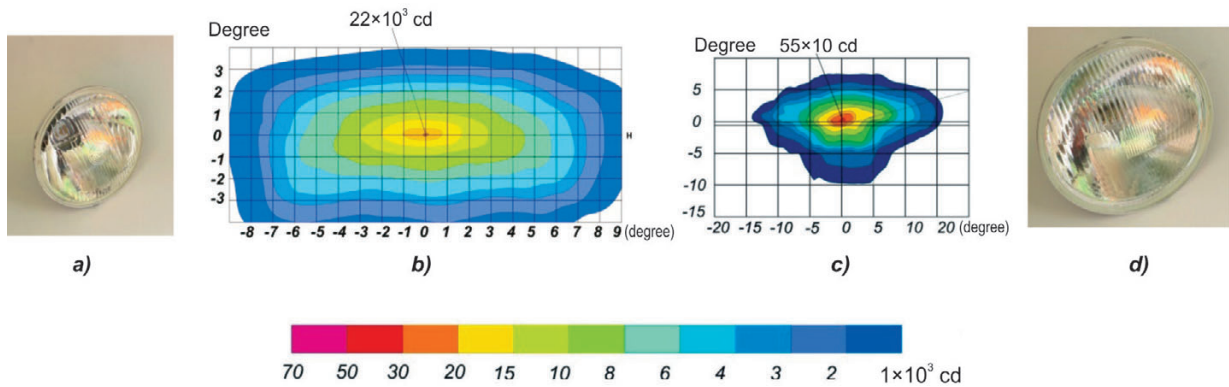 Degree
22×10³ cd
3
2
1
0
-1
-2
-3
H
-8 -7 -6 -5 -4 -3 -2 -1 0 1 2 3 4 5 6 7 8 9 (degree)
Degree
55×10 cd
5
0
-5
-10
-15
-20 -15 -10 -5 0 5 10 20 (degree)
a)
b)
c)
d)
70 50 30 20 15 10 8 6 4 3 2 1×10³ cd